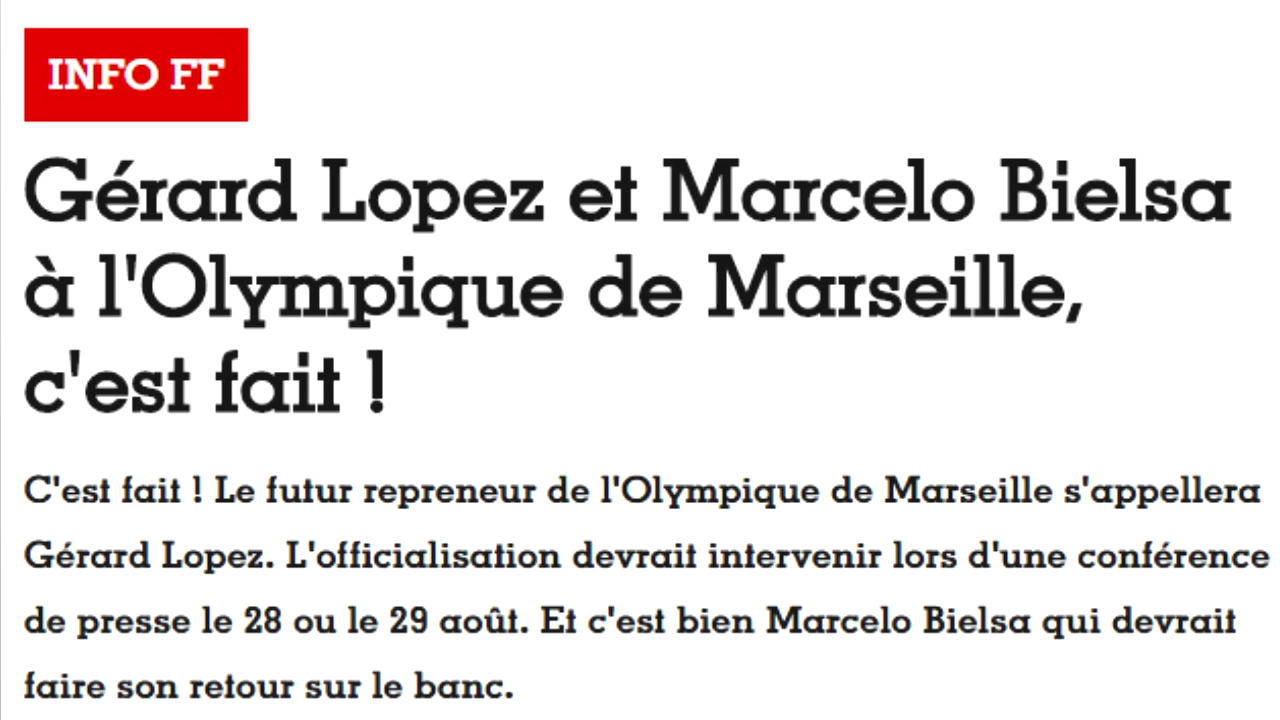 INFO FF
Gérard Lopez et Marcelo Bielsa
à l'Olympique de Marseille,
c'est fait !
C'est fait ! Le futur repreneur de l'Olympique de Marseille s'appellera
Gérard Lopez. L'officialisation devrait intervenir lors d'une conférence
de presse le 28 ou le 29 août. Et c'est bien Marcelo Bielsa qui devrait
faire son retour sur le banc.